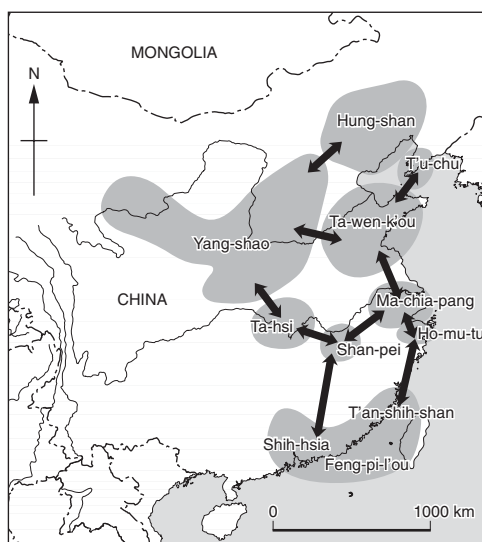 MONGOLIA
N
Hung-shan
T'u-chu
Ta-wen-k'ou
Yang-shao
CHINA
Ma-chia-pang
Ta-hsi
Ho-mu-tu
Shan-pei
T'an-shih-shan
Shih-hsia
Feng-pi-l'ou
0 1000 km